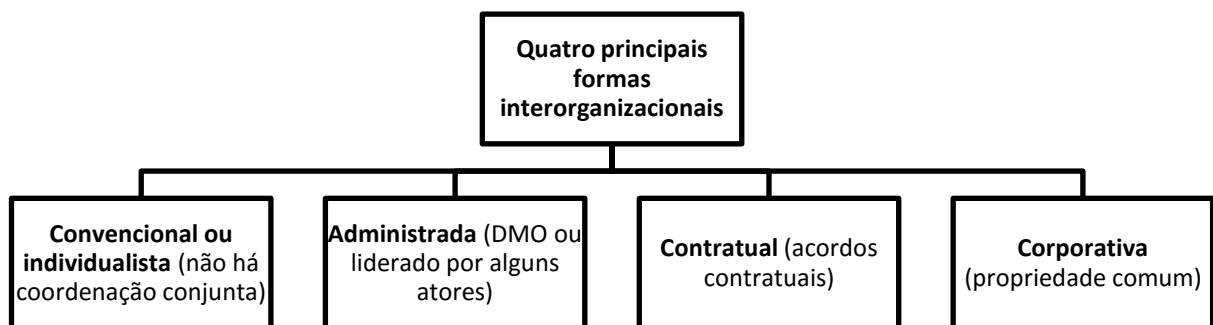 Quatro principais
formas
interorganizacionais
Convencional ou
individualista (não há
coordenação conjunta)
Administrada (DMO ou
liderado por alguns
atores)
Contratual (acordos
contratuais)
Corporativa
(propriedade comum)